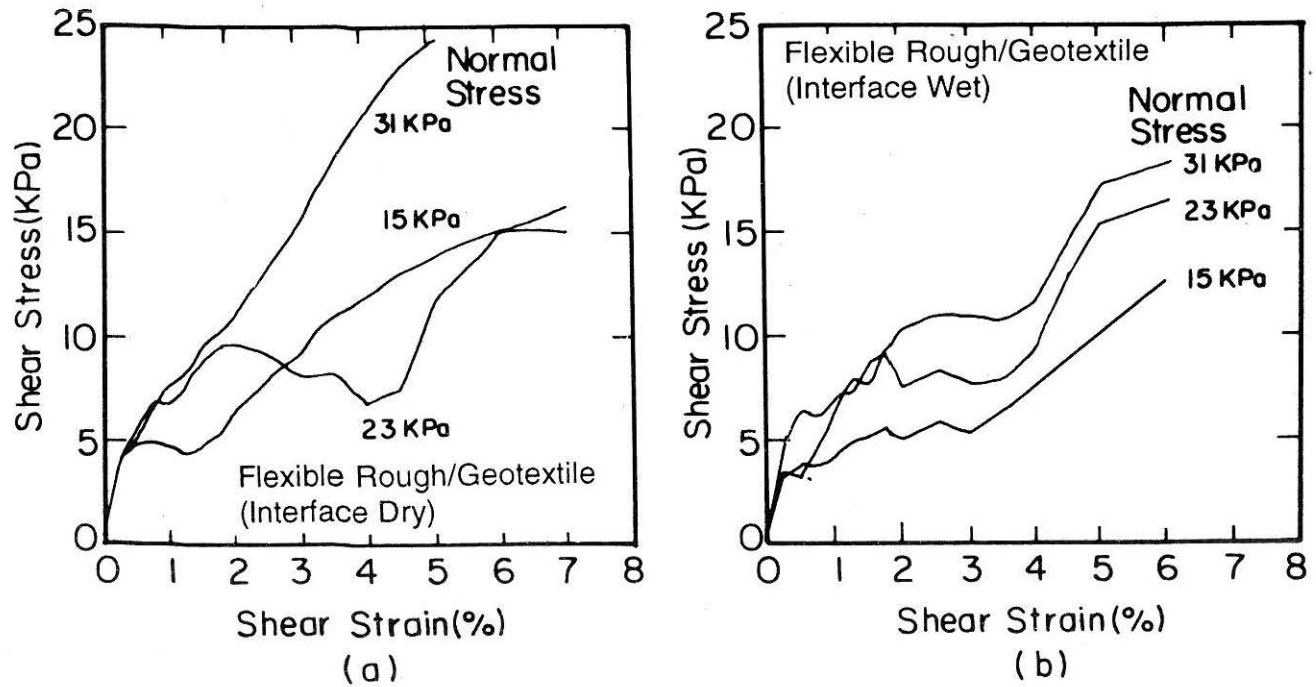 25
20
15
10
5
0
Shear Stress (KPa)
Normal
Stress
31 KPa
15 KPa
23 KPa
Flexible Rough/Geotextile
(Interface Dry)
0 1 2 3 4 5 6 7 8
Shear Strain (%)
(a)
25
20
15
10
5
0
Shear Stress (KPa)
Flexible Rough/Geotextile
(Interface Wet)
Normal
Stress
31 KPa
23 KPa
15 KPa
0 1 2 3 4 5 6 7 8
Shear Strain (%)
(b)